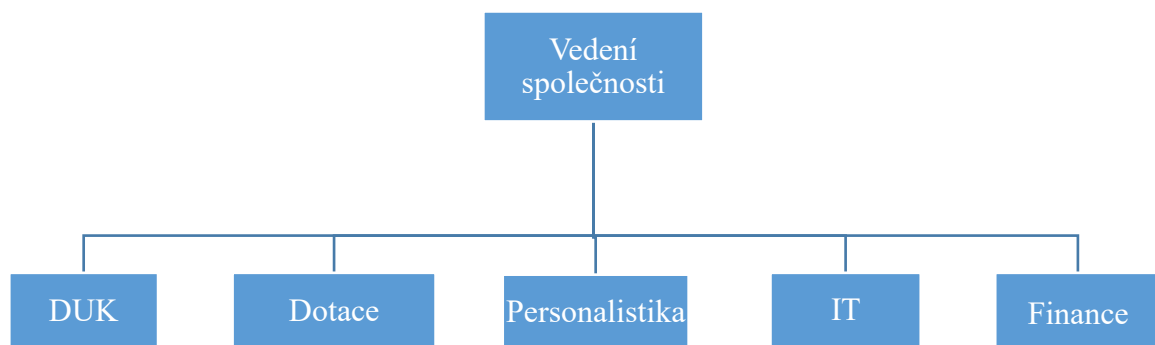 Vedení
společnosti
DUK
Dotace
Personalistika
IT
Finance